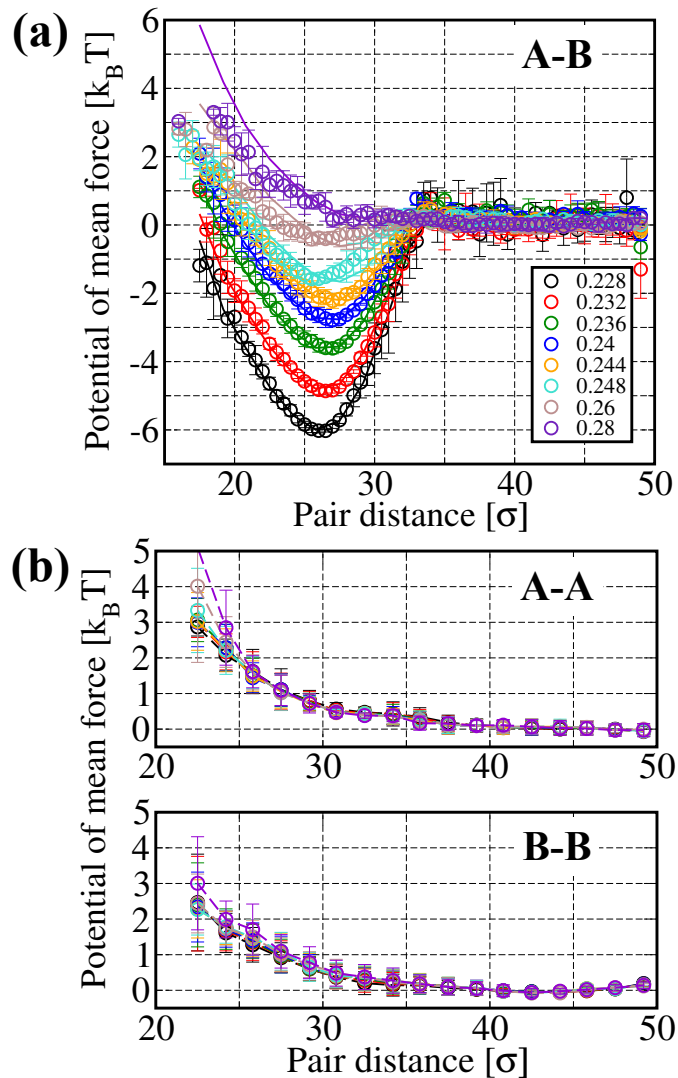 (a)
A-B
Potential of mean force [k_BT]
6
4
2
0
-2
-4
-6
0.228
0.232
0.236
0.24
0.244
0.248
0.26
0.28
20 30 40 50
Pair distance [σ]
(b)
A-A
Potential of mean force [k_BT]
5
4
3
2
1
0
20 30 40 50
B-B
5
4
3
2
1
0
20 30 40 50
Pair distance [σ]